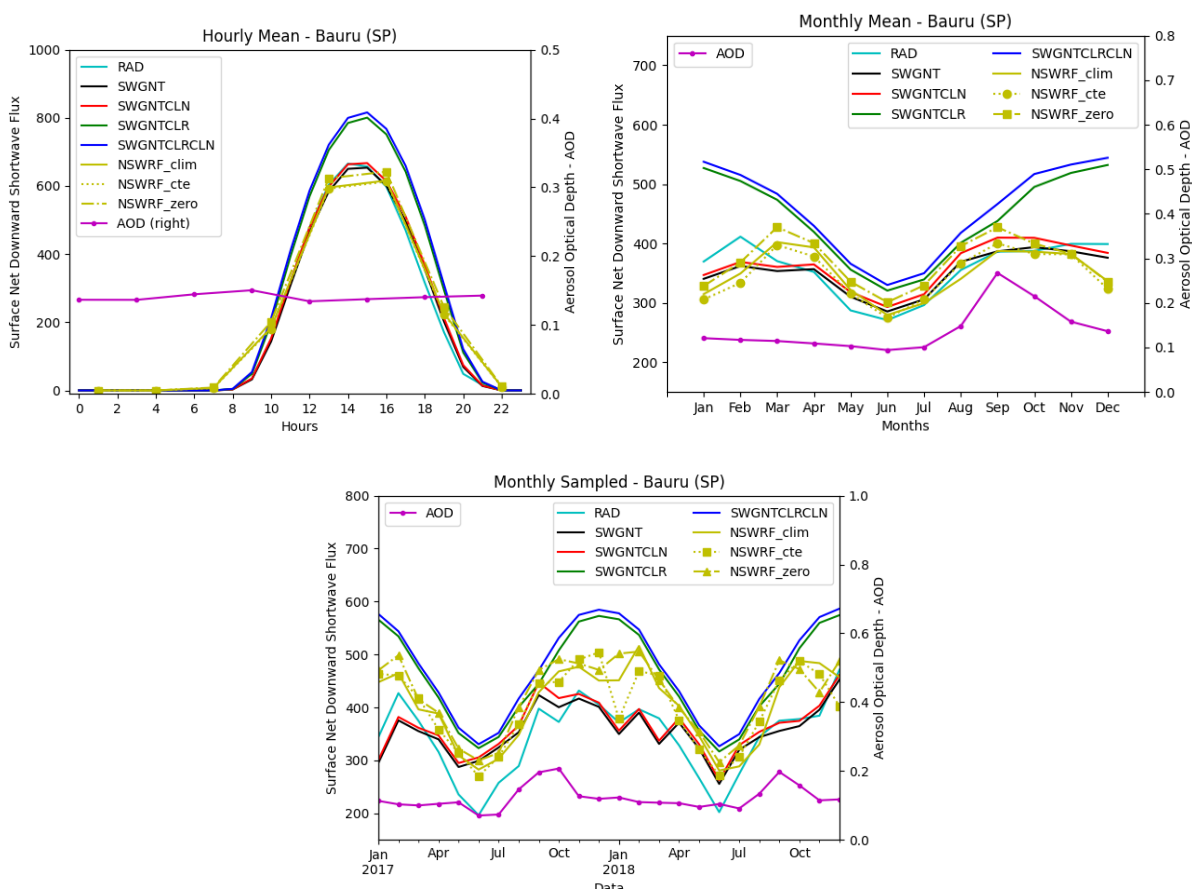 Hourly Mean - Bauru (SP)
Surface Net Downward Shortwave Flux
1000
800
600
400
200
0
RAD
SWGNT
SWGNTCLN
SWGNTCLR
SWGNTCLRCLN
NSWRF_clim
NSWRF_cte
NSWRF_zero
AOD (right)
0.5
0.4
0.3
0.2
0.1
0.0
Aerosol Optical Depth - AOD
0 2 4 6 8 10 12 14 16 18 20 22
Hours
Monthly Mean - Bauru (SP)
Surface Net Downward Shortwave Flux
700
600
500
400
300
200
AOD
RAD
SWGNT
SWGNTCLN
SWGNTCLR
SWGNTCLRCLN
NSWRF_clim
NSWRF_cte
NSWRF_zero
0.8
0.7
0.6
0.5
0.4
0.3
0.2
0.1
0.0
Aerosol Optical Depth - AOD
Jan Feb Mar Apr May Jun Jul Aug Sep Oct Nov Dec
Months
Monthly Sampled - Bauru (SP)
Surface Net Downward Shortwave Flux
800
700
600
500
400
300
200
AOD
RAD
SWGNT
SWGNTCLN
SWGNTCLR
SWGNTCLRCLN
NSWRF_clim
NSWRF_cte
NSWRF_zero
1.0
0.8
0.6
0.4
0.2
0.0
Aerosol Optical Depth - AOD
Jan Apr Jul Oct Jan Apr Jul Oct
2017 2018
Data